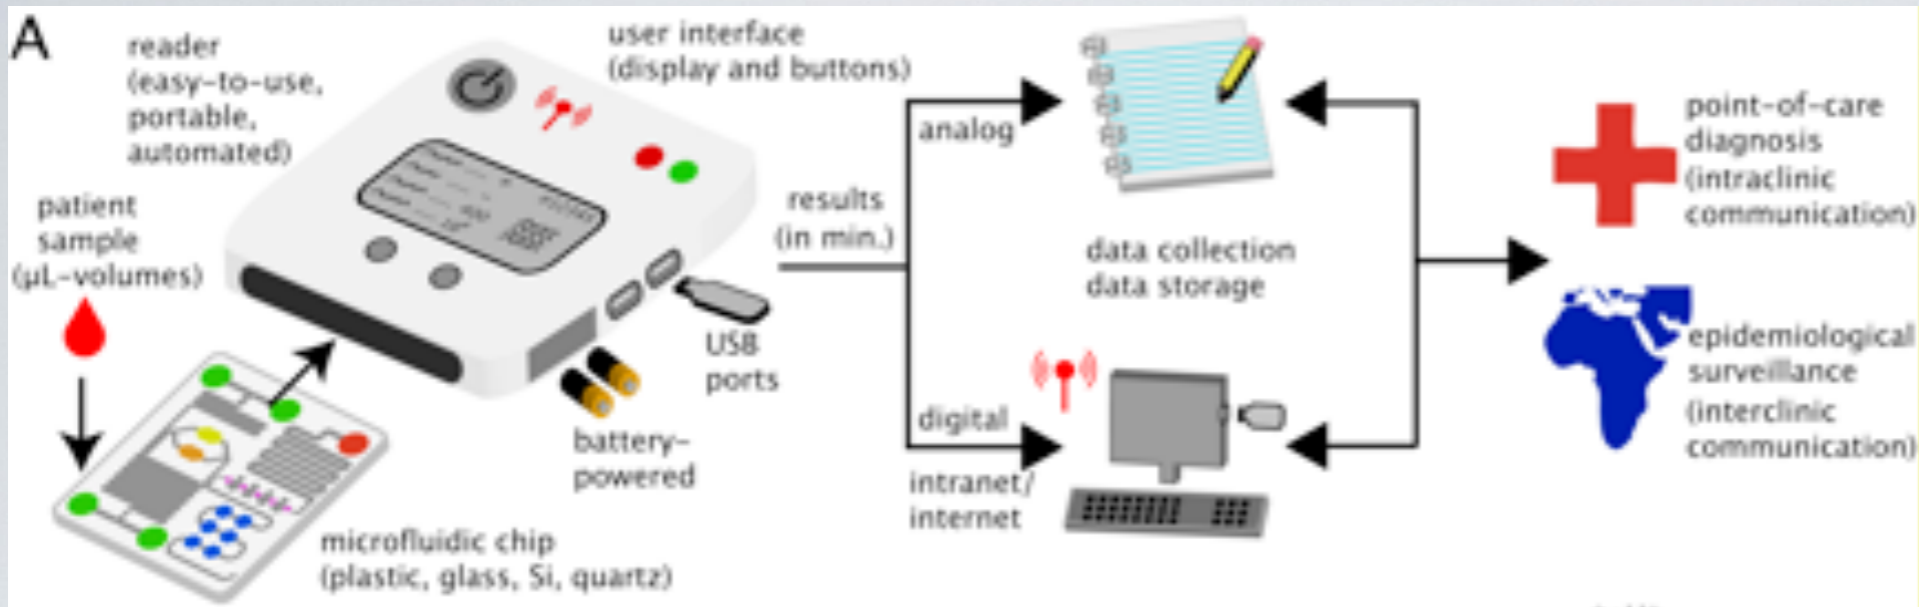 A
reader
(easy-to-use,
portable,
automated)
user interface
(display and buttons)
patient
sample
(µL-volumes)
USB
ports
battery-
powered
microfluidic chip
(plastic, glass, Si, quartz)
results
(in min.)
analog
digital
intranet/
internet
data collection
data storage
point-of-care
diagnosis
(intraclinic
communication)
epidemiological
surveillance
(interclinic
communication)